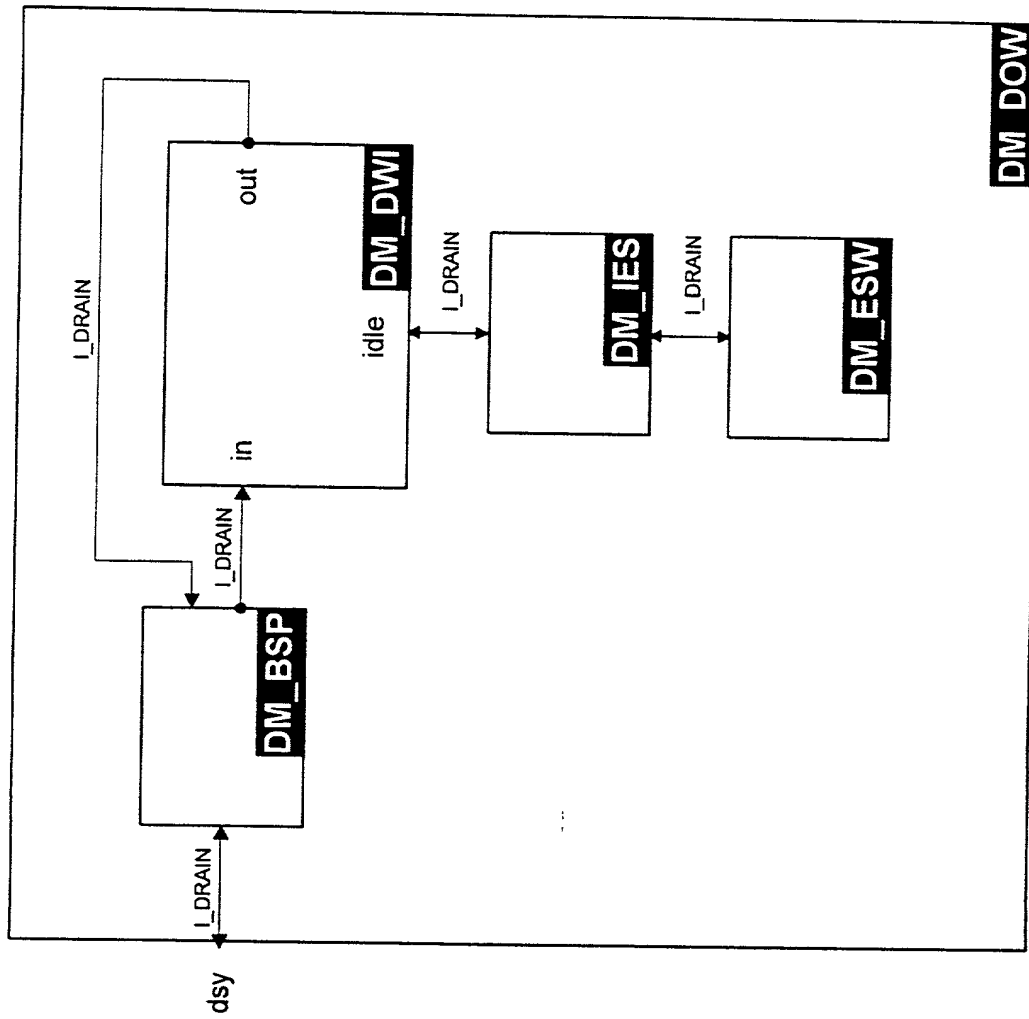 I_DRAIN
dsy
I_DRAIN
I_DRAIN
in
out
DM_BSP
idle
DM_DWI
I_DRAIN
DM_IES
I_DRAIN
DM_ESW
DM_DOW